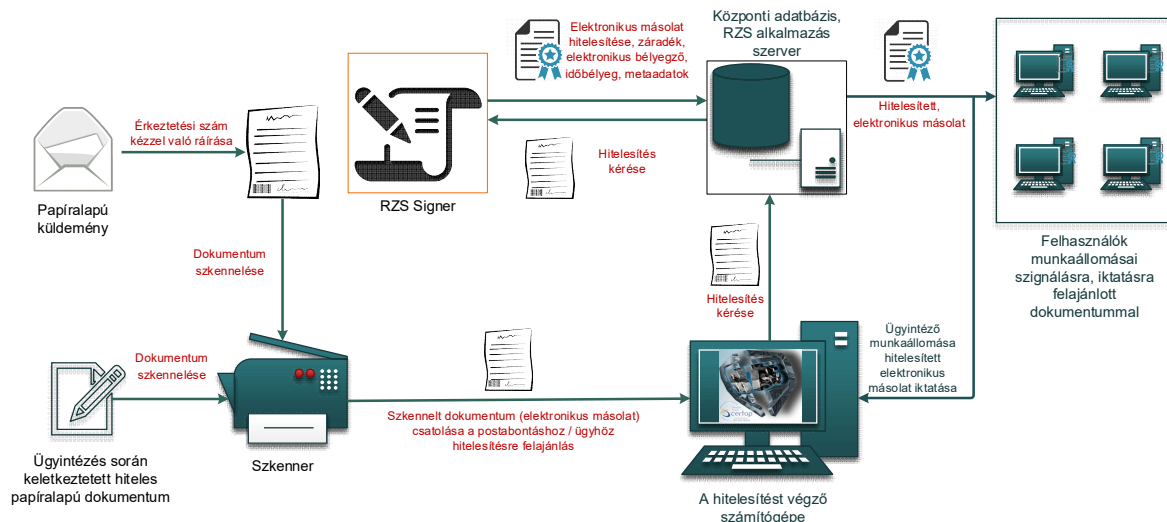 Elektronikus másolat
hitelesítése, záradék,
elektronikus bélyegző,
időbélyeg, metaadatok
Központi adatbázis,
RZS alkalmazás
szerver
Érkeztetési szám
kézzel való ráírása
Hitelesített,
elektronikus másolat
Hitelesítés
kérése
Papíralapú
küldemény
RZS Signer
Dokumentum
szkennelése
Felhasználók
munkaállomásai
szignálásra, iktatásra
felajánlott
dokumentummal
Hitelesítés
kérése
Ügyintéző
munkaállomása
hitelesített
elektronikus
másolat iktatása
Dokumentum
szkennelése
cerfop
Szkennelt dokumentum (elektronikus másolat)
csatolása a postabontáshoz / ügyhöz
hitelesítésre felajánlás
Ügyintézés során
keletkeztetett hiteles
papíralapú dokumentum
Szkenner
A hitelesítést végző
számítógépe